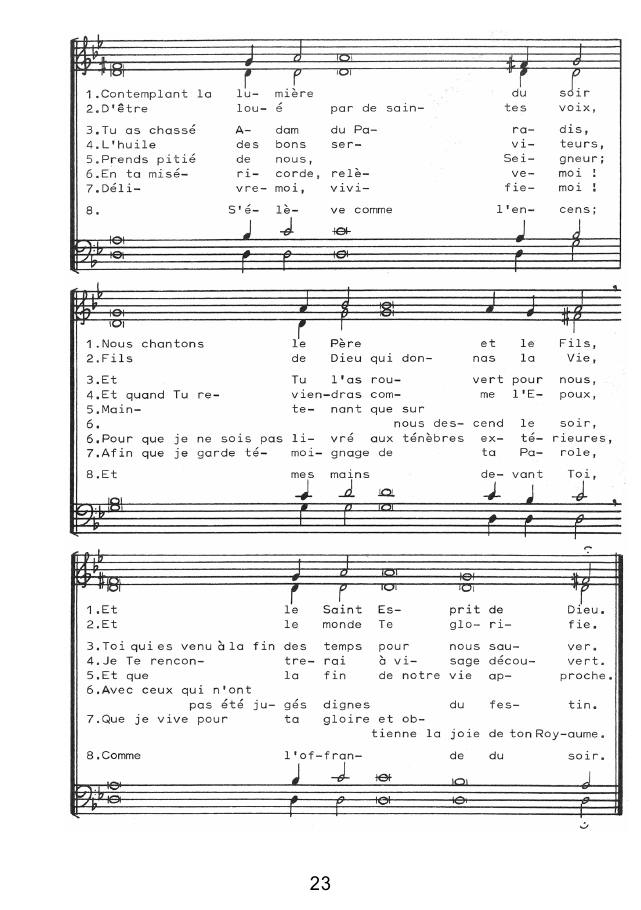 1.Contemplant la lu- mière du soir
2.D'être lou- é par de sain- tes voix,
3.Tu as chassé A- dam du Pa- ra- dis,
4.L'huile des bons ser- vi- teurs,
5.Prends pitié de nous, Sei- gneur;
6.En ta misé- ri- corde, relè- ve- moi !
7.Déli- vre- moi, vivi- fie- moi !
8. S'é- lè- ve comme l'en- cens;
1.Nous chantons le Père et le Fils,
2.Fils de Dieu qui don- nas la Vie,
3.Et Tu l'as rou- vert pour nous,
4.Et quand Tu re- vien-dras com- me l'E- poux,
5.Main- te- nant que sur
6. nous des- cend le soir,
6.Pour que je ne sois pas li- vré aux ténèbres ex- té- rieures,
7.Afin que je garde té- moi- gnage de ta Pa- role,
8.Et mes mains de- vant Toi,
1.Et le Saint Es- prit de Dieu.
2.Et le monde Te glo- ri- fie.
3.Toi qui es venu à la fin des temps pour nous sau- ver.
4.Je Te rencon- tre- rai à vi- sage décou- vert.
5.Et que la fin de notre vie ap- proche.
6.Avec ceux qui n'ont
pas été ju- gés dignes du fes- tin.
7.Que je vive pour ta gloire et ob-
tienne la joie de ton Roy-aume.
8.Comme l'of-fran- de du soir.
23